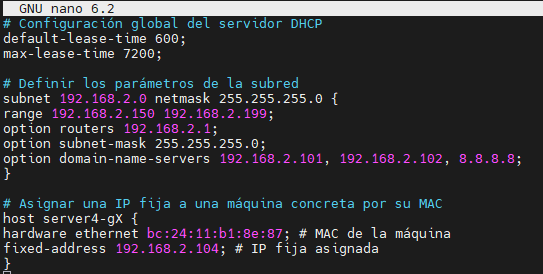 GNU nano 6.2
# Configuración global del servidor DHCP
default-lease-time 600;
max-lease-time 7200;
# Definir los parámetros de la subred
subnet 192.168.2.0 netmask 255.255.255.0 {
range 192.168.2.150 192.168.2.199;
option routers 192.168.2.1;
option subnet-mask 255.255.255.0;
option domain-name-servers 192.168.2.101, 192.168.2.102, 8.8.8.8;
}
# Asignar una IP fija a una máquina concreta por su MAC
host server4-gX {
hardware ethernet bc:24:11:b1:8e:87; # MAC de la máquina
fixed-address 192.168.2.104; # IP fija asignada
}